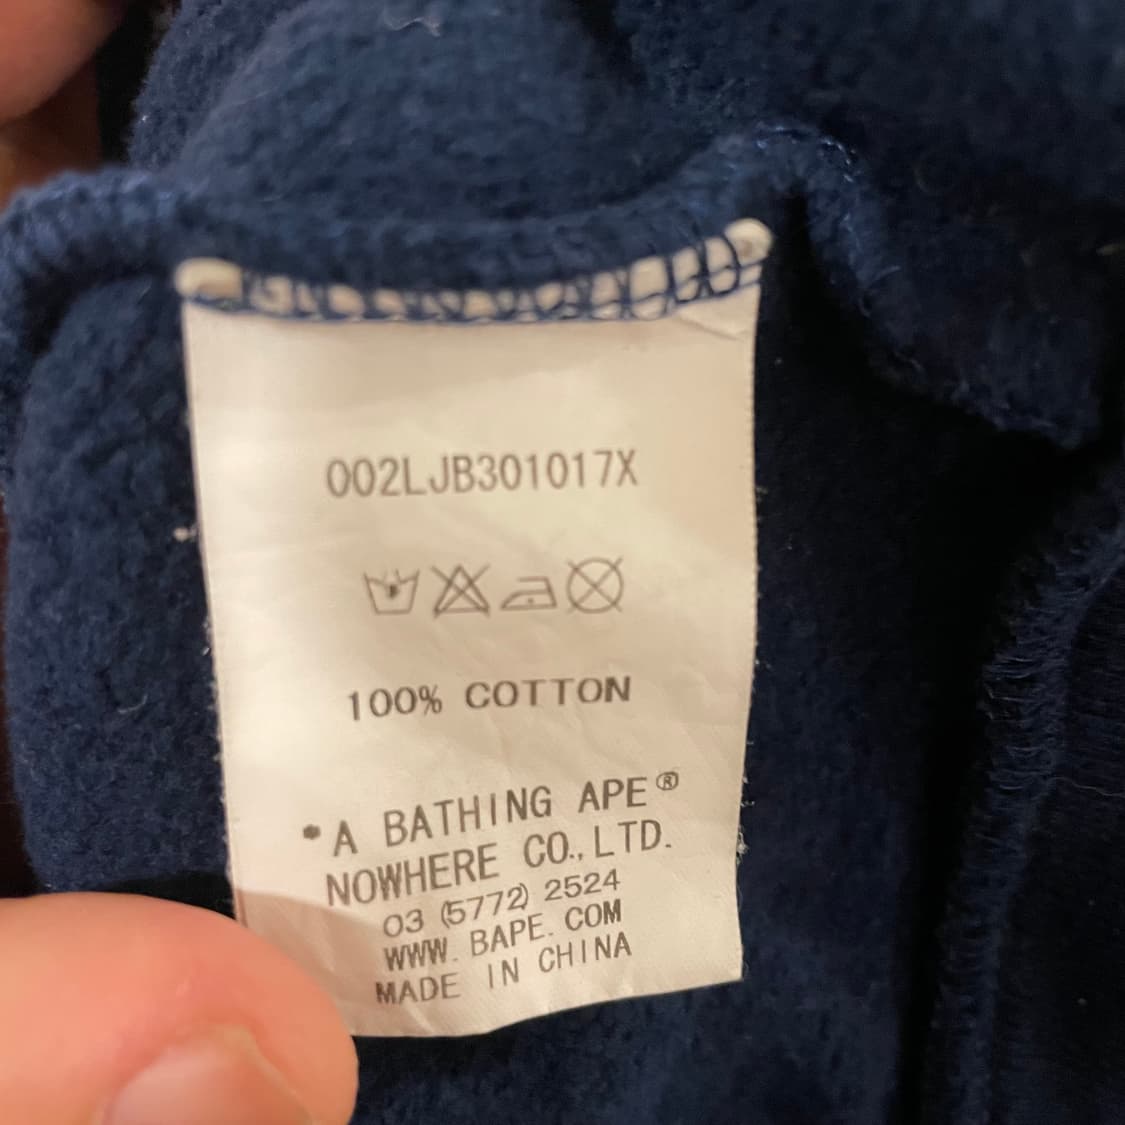 002LJB301017X
100% COTTON
*A BATHING APE®
NOWHERE CO., LTD.
03 (5772) 2524
WWW. BAPE. COM
MADE IN CHINA